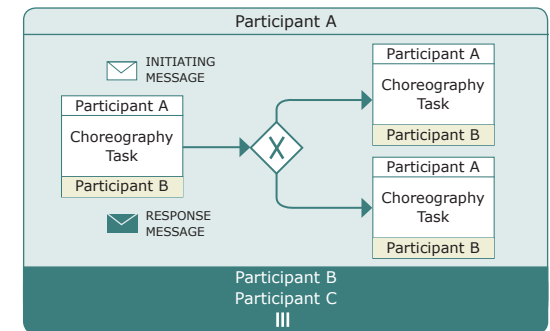 Participant A
INITIATING
MESSAGE
Participant A
Choreography
Task
Participant B
RESPONSE
MESSAGE
X
Participant A
Choreography
Task
Participant B
Participant A
Choreography
Task
Participant B
Participant B
Participant C